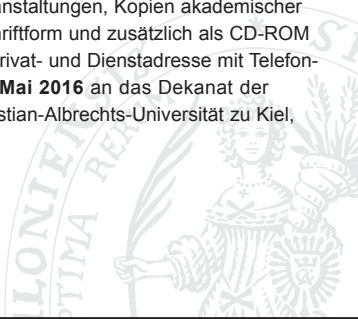 anstaltungen, Kopien akademischer
riftform und zusätzlich als CD-ROM
rivat- und Dienstadresse mit Telefon-
Mai 2016 an das Dekanat der
stian-Albrechts-Universität zu Kiel,